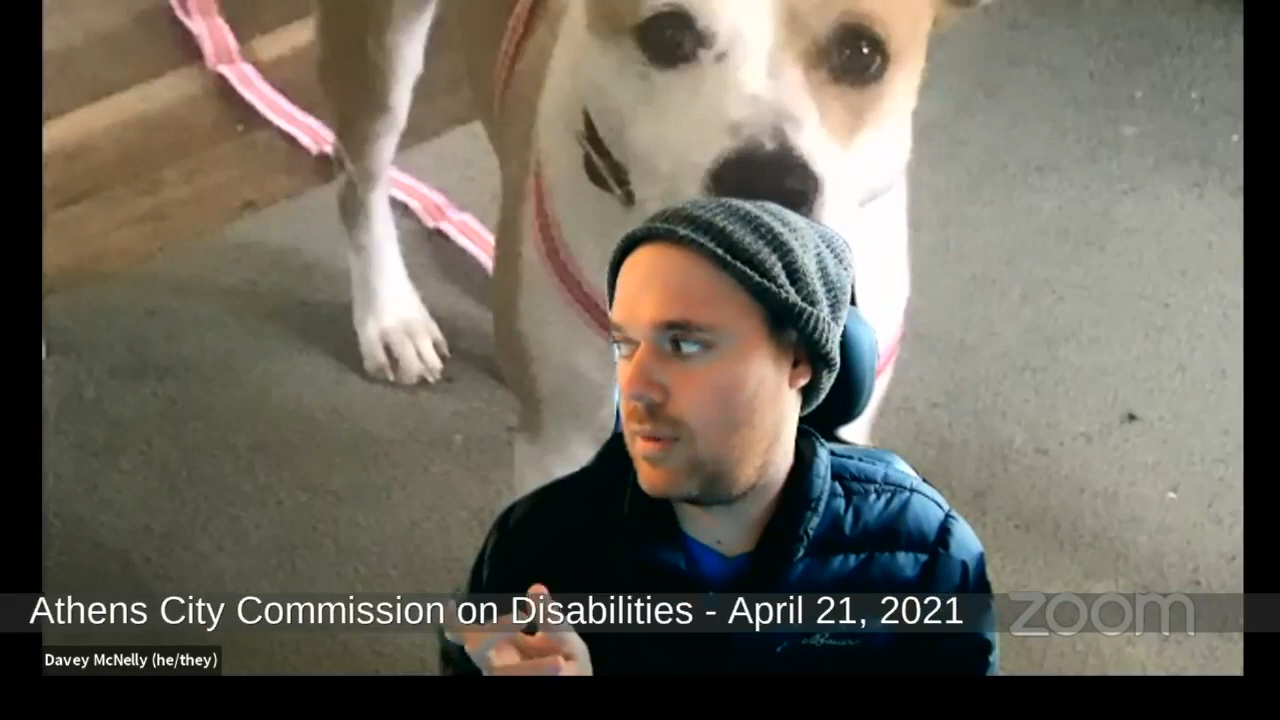 Athens City Commission on Disabilities - April 21, 2021
zoom
Davey McNelly (he/they)